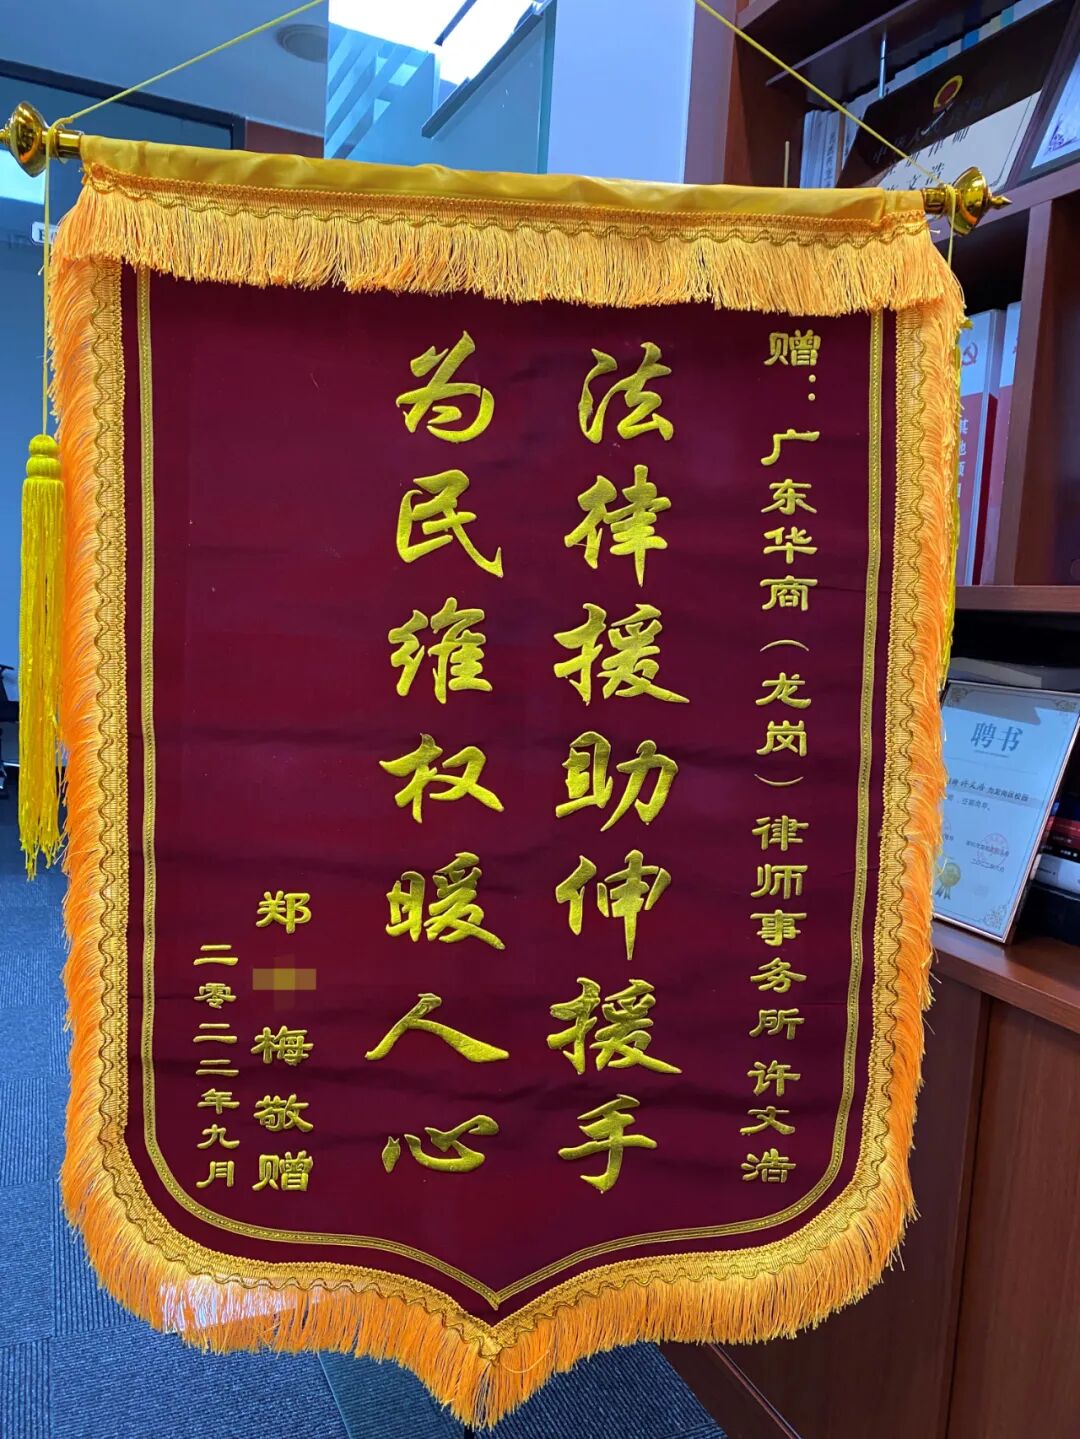 赠：广东华商（龙岗）律师事务所 许文浩
法律援助伸援手
为民维权暖人心
郑
梅敬赠
二零二二年九月
聘书